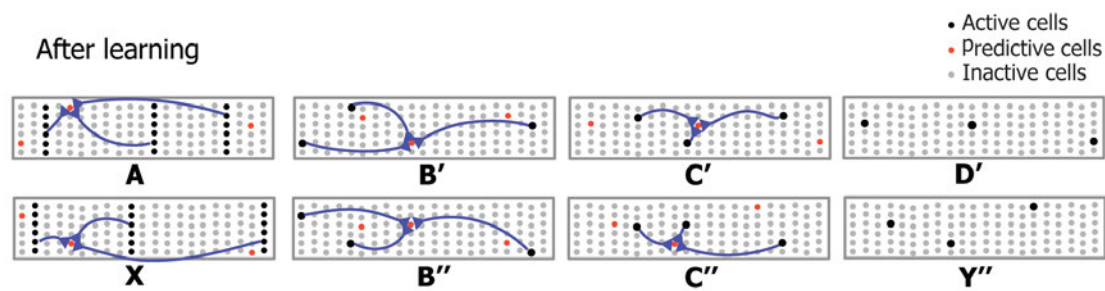 After learning
Active cells
Predictive cells
Inactive cells
A
B’
C’
D’
X
B’’
C’’
Y’’